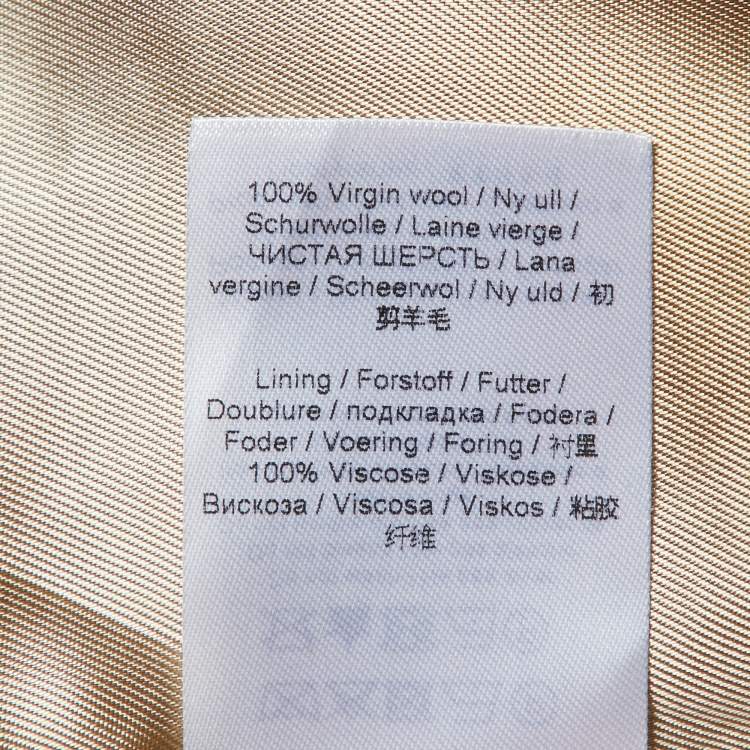 100% Virgin wool / Ny ull /
Schurwolle / Laine vierge /
ЧИСТАЯ ШЕРСТЬ / Lana
vergine / Scheerwol / Ny uld / 初
剪羊毛
Lining / Forstoff / Futter /
Doublure / подкладка / Fodera /
Foder / Voering / Foring / 衬里
100% Viscose / Viskose /
Вискоза / Viscosa / Viskos / 粘胶
纤维